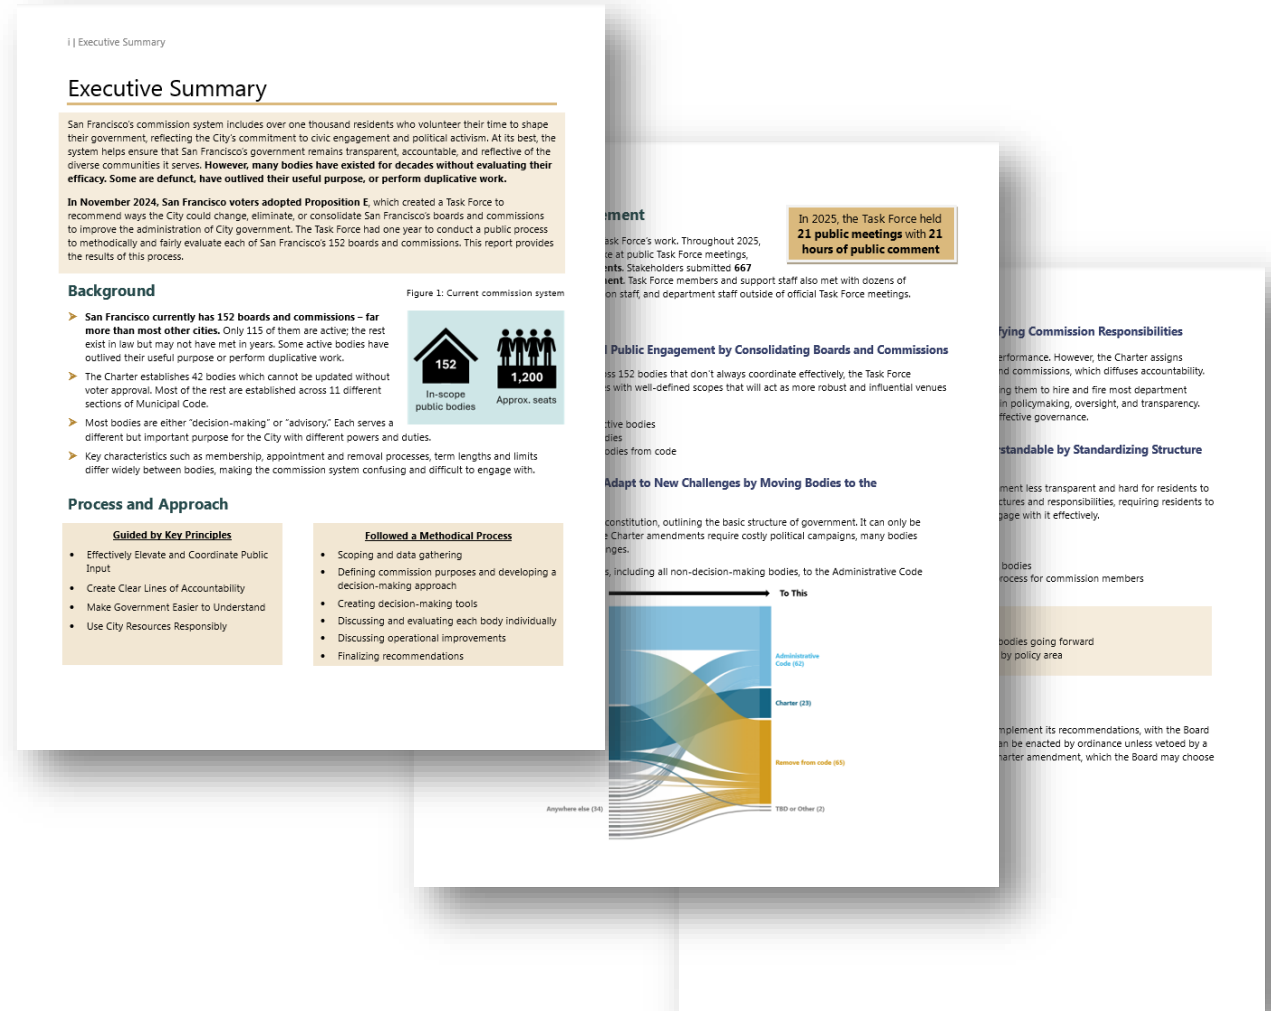 i | Executive Summary
Executive Summary
San Francisco's commission system includes over one thousand residents who volunteer their time to shape
their government, reflecting the City's commitment to civic engagement and political activism. At its best, the
system helps ensure that San Francisco's government remains transparent, accountable, and reflective of the
diverse communities it serves. However, many bodies have existed for decades without evaluating their
efficacy. Some are defunct, have outlived their useful purpose, or perform duplicative work.
In November 2024, San Francisco voters adopted Proposition E, which created a Task Force to
recommend ways the City could change, eliminate, or consolidate San Francisco's boards and commissions
to improve the administration of City government. The Task Force had one year to conduct a public process
to methodically and fairly evaluate each of San Francisco's 152 boards and commissions. This report provides
the results of this process.
Background
Figure 1: Current commission system
San Francisco currently has 152 boards and commissions – far
more than most other cities. Only 115 of them are active; the rest
exist in law but may not have met in years. Some active bodies have
outlived their useful purpose or perform duplicative work.
The Charter establishes 42 bodies which cannot be updated without
voter approval. Most of the rest are established across 11 different
sections of Municipal Code.
Most bodies are either "decision-making" or "advisory." Each serves a
different but important purpose for the City with different powers and duties.
Key characteristics such as membership, appointment and removal processes, term lengths and limits
differ widely between bodies, making the commission system confusing and difficult to engage with.
152
In-scope
public bodies
1,200
Approx. seats
Process and Approach
Guided by Key Principles
• Effectively Elevate and Coordinate Public
Input
• Create Clear Lines of Accountability
• Make Government Easier to Understand
• Use City Resources Responsibly
Followed a Methodical Process
• Scoping and data gathering
• Defining commission purposes and developing a
decision-making approach
• Creating decision-making tools
• Discussing and evaluating each body individually
• Discussing operational improvements
• Finalizing recommendations
ement
In 2025, the Task Force held
21 public meetings with 21
hours of public comment
ask Force's work. Throughout 2025,
e at public Task Force meetings,
nts. Stakeholders submitted 667
ent. Task Force members and support staff also met with dozens of
on staff, and department staff outside of official Task Force meetings.
Public Engagement by Consolidating Boards and Commissions
ss 152 bodies that don't always coordinate effectively, the Task Force
s with well-defined scopes that will act as more robust and influential venues
ctive bodies
dies
odies from code
Adapt to New Challenges by Moving Bodies to the
constitution, outlining the basic structure of government. It can only be
e Charter amendments require costly political campaigns, many bodies
nges.
s, including all non-decision-making bodies, to the Administrative Code
To This
Administrative
Code (62)
Charter (23)
Remove from code (65)
Anywhere else (34)
TBD or Other (2)
fying Commission Responsibilities
erformance. However, the Charter assigns
nd commissions, which diffuses accountability.
ng them to hire and fire most department
in policymaking, oversight, and transparency.
ffective governance.
rstandable by Standardizing Structure
ment less transparent and hard for residents to
ctures and responsibilities, requiring residents to
gage with it effectively.
bodies
rocess for commission members
bodies going forward
by policy area
mplement its recommendations, with the Board
an be enacted by ordinance unless vetoed by a
harter amendment, which the Board may choose